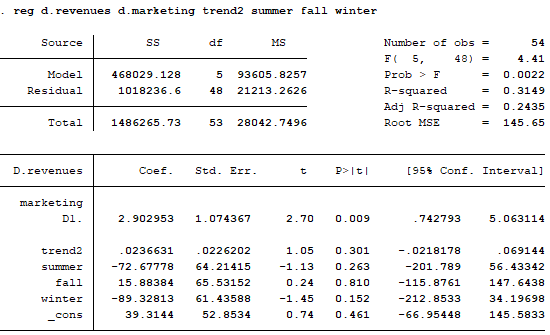 . reg d.revenues d.marketing trend2 summer fall winter
Source SS df MS Number of obs = 54
F( 5, 48) = 4.41
Model 468029.128 5 93605.8257 Prob > F = 0.0022
Residual 1018236.6 48 21213.2626 R-squared = 0.3149
Adj R-squared = 0.2435
Total 1486265.73 53 28042.7496 Root MSE = 145.65
D.revenues Coef. Std. Err. t P>|t| [95% Conf. Interval]
marketing
D1. 2.902953 1.074367 2.70 0.009 .742793 5.063114
trend2 .0236631 .0226202 1.05 0.301 -.0218178 .069144
summer -72.67778 64.21415 -1.13 0.263 -201.789 56.43342
fall 15.88384 65.53152 0.24 0.810 -115.8761 147.6438
winter -89.32813 61.43588 -1.45 0.152 -212.8533 34.19698
_cons 39.3144 52.8534 0.74 0.461 -66.95448 145.5833